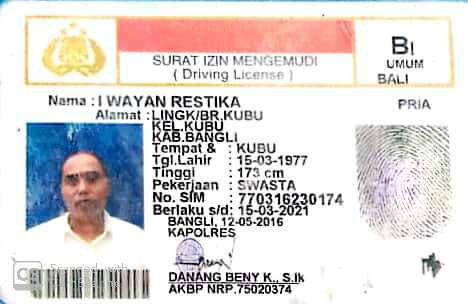 SURAT IZIN MENGEMUDI
( Driving License )
BI
UMUM
BALI
Nama : I WAYAN RESTIKA
PRIA
Alamat : LINGK/BR.KUBU
KEL.KUBU
KAB.BANGLI
Tempat & : KUBU
Tgl.Lahir : 15-03-1977
Tinggi : 173 cm
Pekerjaan : SWASTA
No. SIM : 770316230174
Berlaku s/d: 15-03-2021
BANGLI, 12-05-2016
KAPOLRES
DANANG BENY K., S.Ik
AKBP NRP.75020374
CS